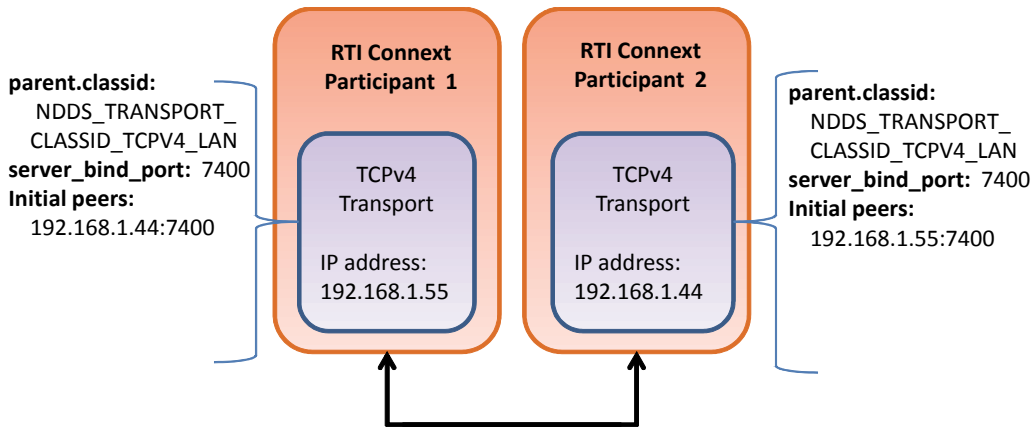 parent.classid:
NDDS_TRANSPORT_
CLASSID_TCPV4_LAN
server_bind_port: 7400
Initial peers:
192.168.1.44:7400
RTI Connext
Participant 1
TCPv4
Transport
IP address:
192.168.1.55
RTI Connext
Participant 2
TCPv4
Transport
IP address:
192.168.1.44
parent.classid:
NDDS_TRANSPORT_
CLASSID_TCPV4_LAN
server_bind_port: 7400
Initial peers:
192.168.1.55:7400